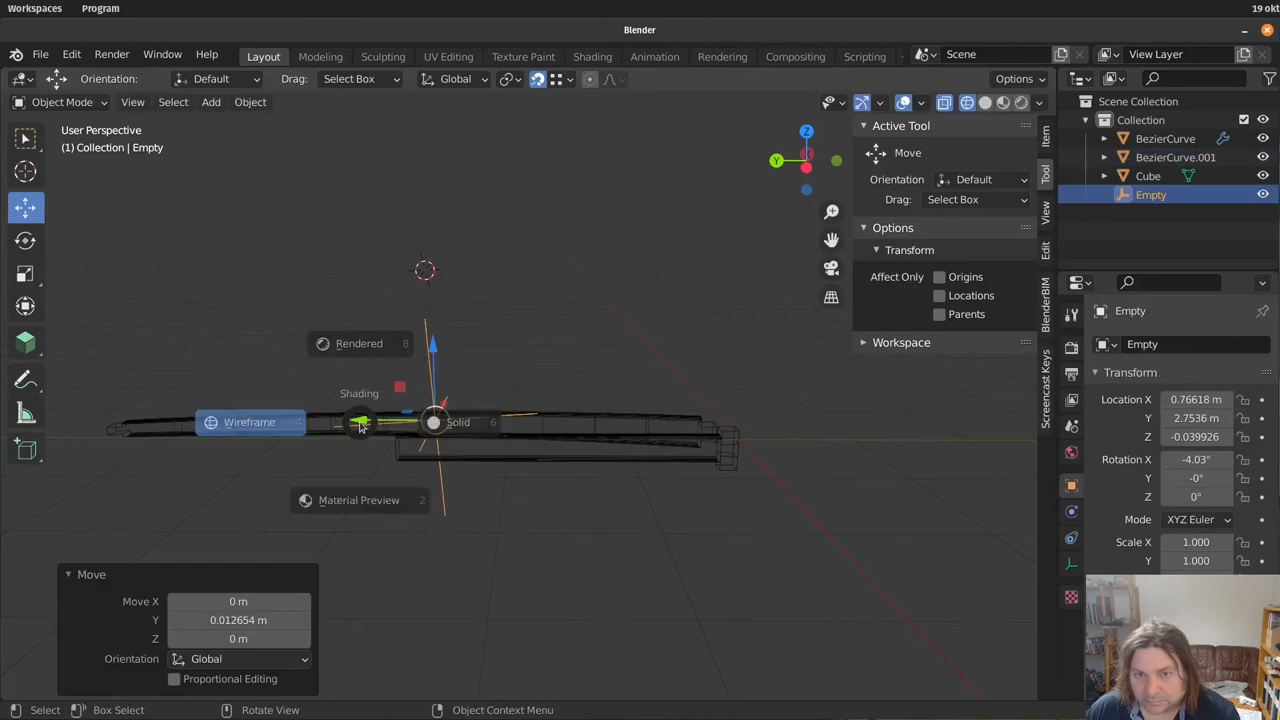 Workspaces Program 19 okt
Blender
File Edit Render Window Help Layout Modeling Sculpting UV Editing Texture Paint Shading Animation Rendering Compositing Scripting Scene View Layer
Orientation: Default Drag: Select Box Global Options
Object Mode View Select Add Object
User Perspective
(1) Collection | Empty
Z
Y
Active Tool
Move
Orientation Default
Drag: Select Box
Options
Transform
Affect Only Origins
Locations
Parents
Workspace
Item
Tool
View
Edit
BlenderBIM
Screencast Keys
Scene Collection
Collection
BezierCurve
BezierCurve.001
Cube
Empty
Empty
Empty
Transform
Location X 0.76618 m
Y 2.7536 m
Z -0.039926
Rotation X -4.03°
Y -0°
Z 0°
Mode XYZ Euler
Scale X 1.000
Y 1.000
Rendered 8
Shading
Wireframe 4
Solid 6
Material Preview 2
Move
Move X 0 m
Y 0.012654 m
Z 0 m
Orientation Global
Proportional Editing
Select Box Select Rotate View Object Context Menu